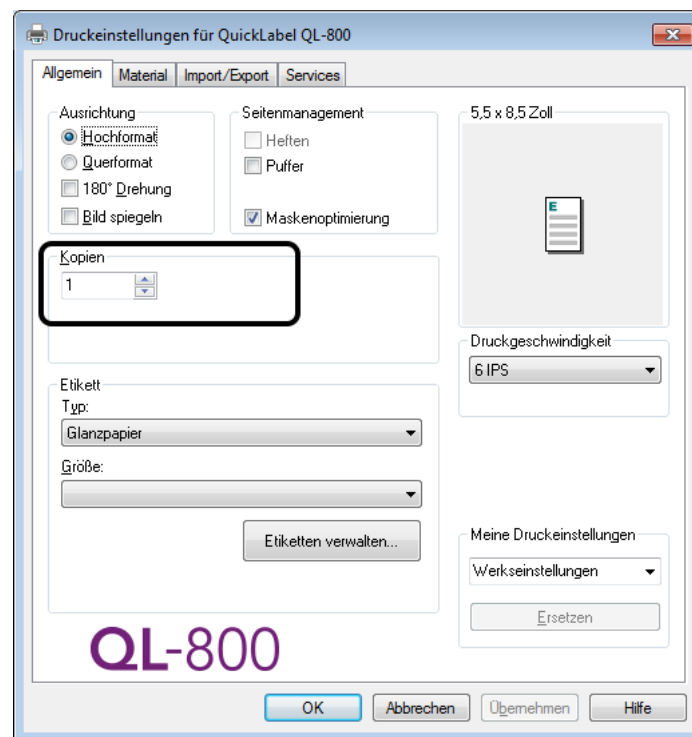 Druckeinstellungen für QuickLabel QL-800
Allgemein Material Import/Export Services
Ausrichtung
Hochformat
Querformat
180° Drehung
Bild spiegeln
Seitenmanagement
Heften
Puffer
Maskenoptimierung
5,5 x 8,5 Zoll
E
Kopien
1
Druckgeschwindigkeit
6 IPS
Etikett
Typ:
Glanzpapier
Größe:
Etiketten verwalten...
Meine Druckeinstellungen
Werkseinstellungen
Ersetzen
QL-800
OK Abbrechen Übernehmen Hilfe